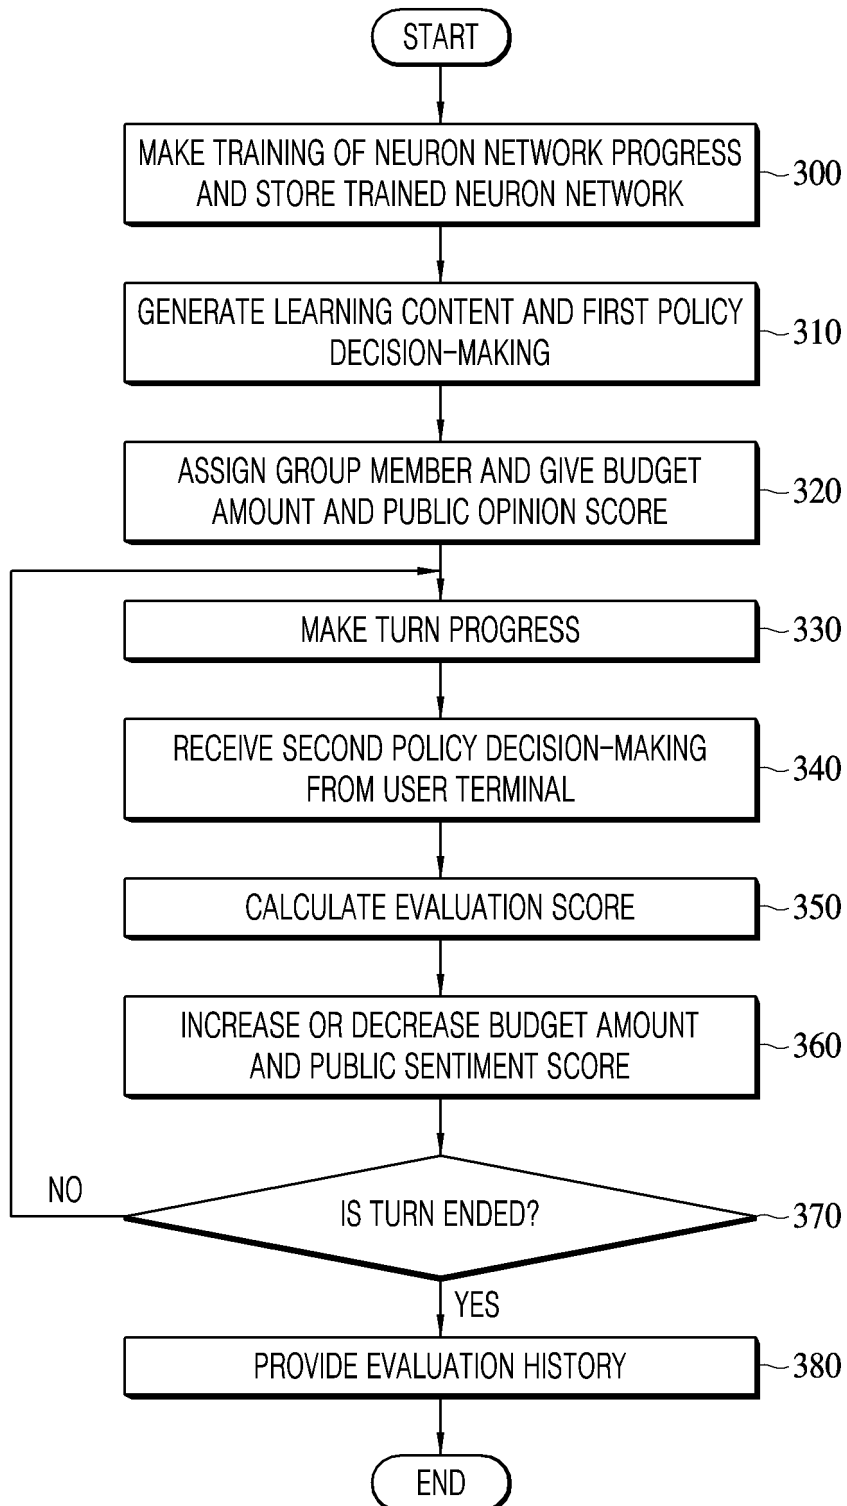 START
MAKE TRAINING OF NEURON NETWORK PROGRESS
AND STORE TRAINED NEURON NETWORK
300
GENERATE LEARNING CONTENT AND FIRST POLICY
DECISION-MAKING
310
ASSIGN GROUP MEMBER AND GIVE BUDGET
AMOUNT AND PUBLIC OPINION SCORE
320
MAKE TURN PROGRESS
330
RECEIVE SECOND POLICY DECISION-MAKING
FROM USER TERMINAL
340
CALCULATE EVALUATION SCORE
350
INCREASE OR DECREASE BUDGET AMOUNT
AND PUBLIC SENTIMENT SCORE
360
NO
IS TURN ENDED?
370
YES
PROVIDE EVALUATION HISTORY
380
END